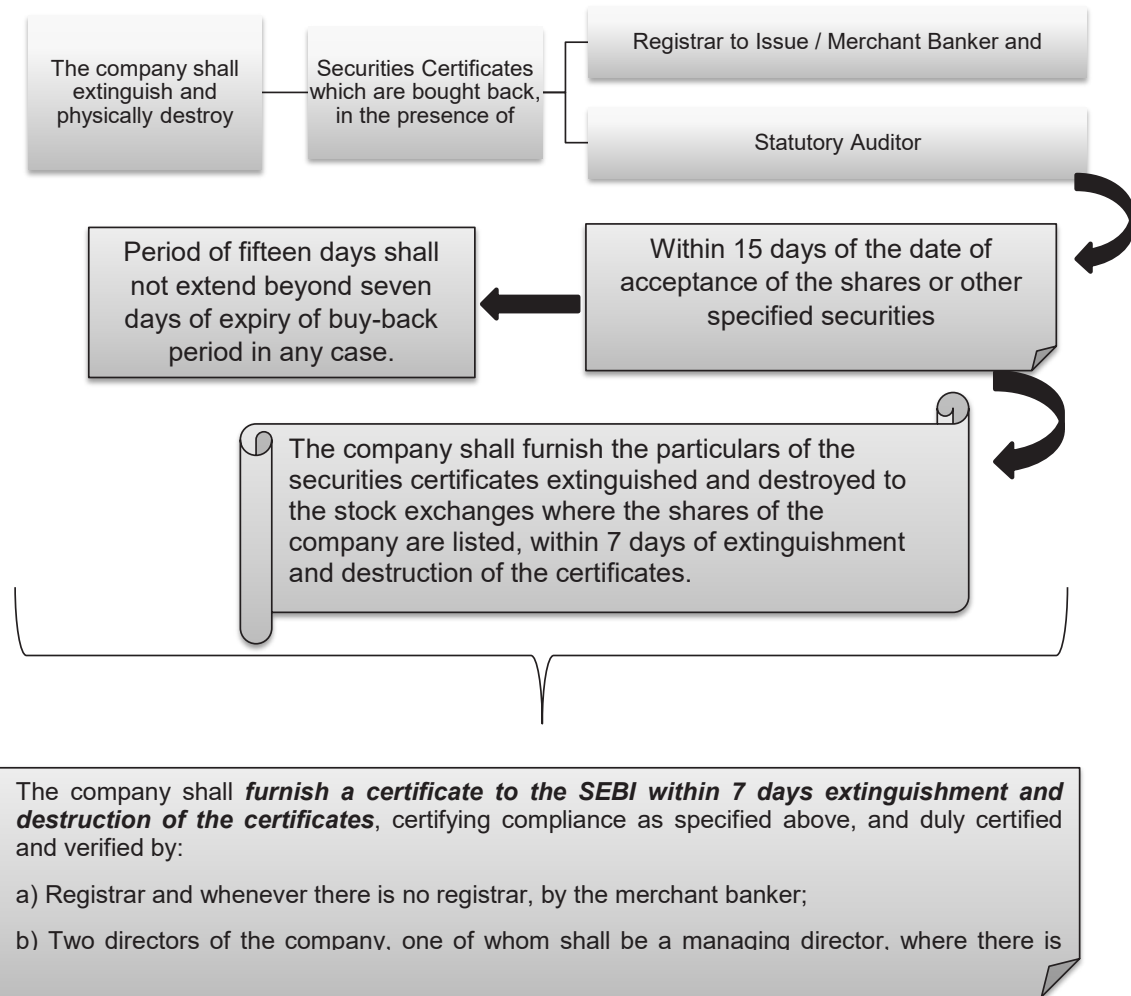 The company shall
extinguish and
physically destroy
Securities Certificates
which are bought back,
in the presence of
Registrar to Issue / Merchant Banker and
Statutory Auditor
Within 15 days of the date of
acceptance of the shares or other
specified securities
Period of fifteen days shall
not extend beyond seven
days of expiry of buy-back
period in any case.
The company shall furnish the particulars of the
securities certificates extinguished and destroyed to
the stock exchanges where the shares of the
company are listed, within 7 days of extinguishment
and destruction of the certificates.
The company shall furnish a certificate to the SEBI within 7 days extinguishment and
destruction of the certificates, certifying compliance as specified above, and duly certified
and verified by:
a) Registrar and whenever there is no registrar, by the merchant banker;
b) Two directors of the company, one of whom shall be a managing director, where there is